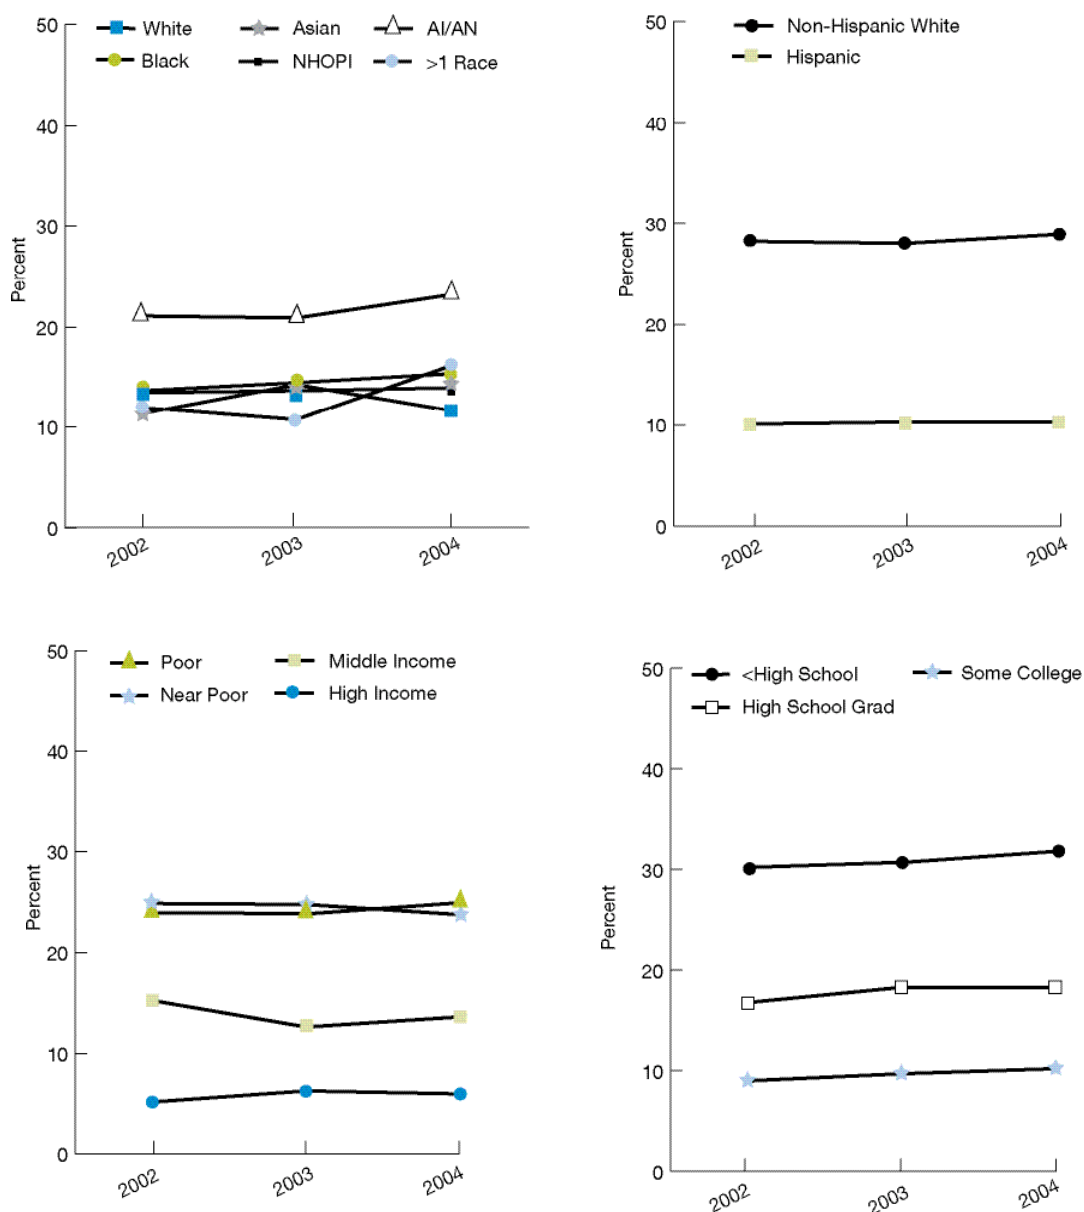 White Asian AI/AN
Black NHOPI >1 Race
50
40
30
20
10
0
Percent
2002 2003 2004
Non-Hispanic White
Hispanic
50
40
30
20
10
0
Percent
2002 2003 2004
Poor Middle Income
Near Poor High Income
50
40
30
20
10
0
Percent
2002 2003 2004
<High School Some College
High School Grad
50
40
30
20
10
0
Percent
2002 2003 2004